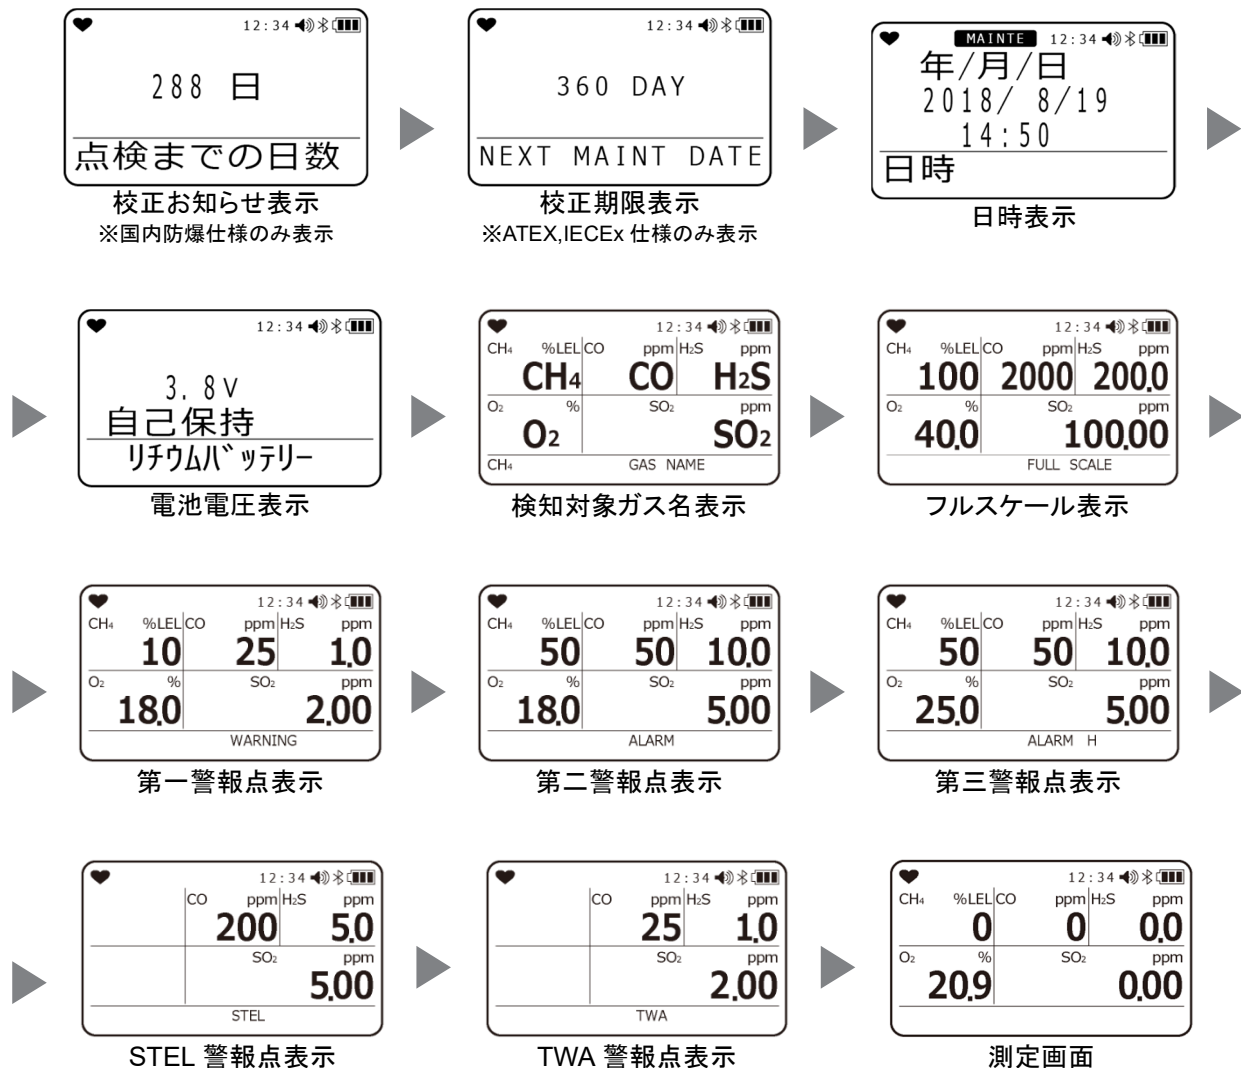 12:34
288 日
点検までの日数
校正お知らせ表示
※国内防爆仕様のみ表示
12:34
360 DAY
NEXT MAINT DATE
校正期限表示
※ATEX,IECEx 仕様のみ表示
MAINTE 12:34
年/月/日
2018/ 8/19
14:50
日時
日時表示
12:34
3.8V
自己保持
リチウムバッテリー
電池電圧表示
12:34
CH₄ %LEL CO ppm H₂S ppm
CH₄ CO H₂S
O₂ % SO₂ ppm
O₂ SO₂
CH₄ GAS NAME
検知対象ガス名表示
12:34
CH₄ %LEL CO ppm H₂S ppm
100 2000 200.0
O₂ % SO₂ ppm
40.0 100.00
FULL SCALE
フルスケール表示
12:34
CH₄ %LEL CO ppm H₂S ppm
10 25 1.0
O₂ % SO₂ ppm
18.0 2.00
WARNING
第一警報点表示
12:34
CH₄ %LEL CO ppm H₂S ppm
50 50 10.0
O₂ % SO₂ ppm
18.0 5.00
ALARM
第二警報点表示
12:34
CH₄ %LEL CO ppm H₂S ppm
50 50 10.0
O₂ % SO₂ ppm
25.0 5.00
ALARM H
第三警報点表示
12:34
CO ppm H₂S ppm
200 5.0
SO₂ ppm
5.00
STEL
STEL 警報点表示
12:34
CO ppm H₂S ppm
25 1.0
SO₂ ppm
2.00
TWA
TWA 警報点表示
12:34
CH₄ %LEL CO ppm H₂S ppm
0 0 0.0
O₂ % SO₂ ppm
20.9 0.00
測定画面